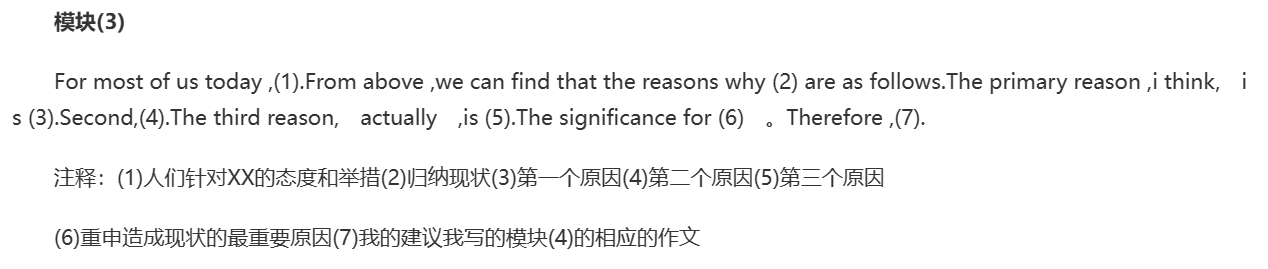 模块(3)
For most of us today ,(1).From above ,we can find that the reasons why (2) are as follows.The primary reason ,i think, i
s (3).Second,(4).The third reason, actually ,is (5).The significance for (6) 。Therefore ,(7).
注释：(1)人们针对XX的态度和举措(2)归纳现状(3)第一个原因(4)第二个原因(5)第三个原因
(6)重申造成现状的最重要原因(7)我的建议我写的模块(4)的相应的作文